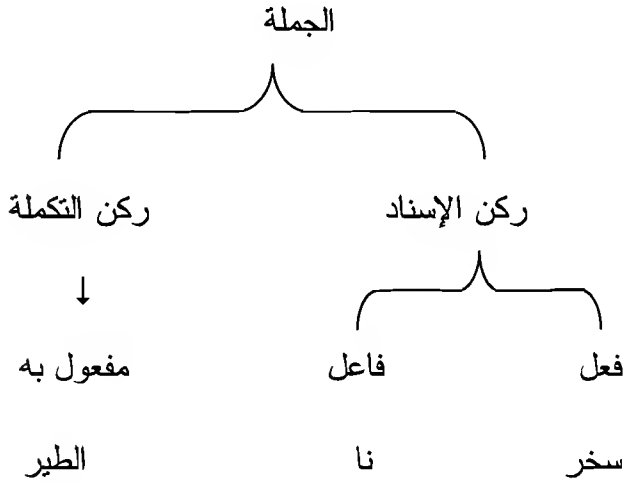 الجملة
ركن الإسناد ركن التكملة
↓
فعل فاعل مفعول به
سخر نا الطير